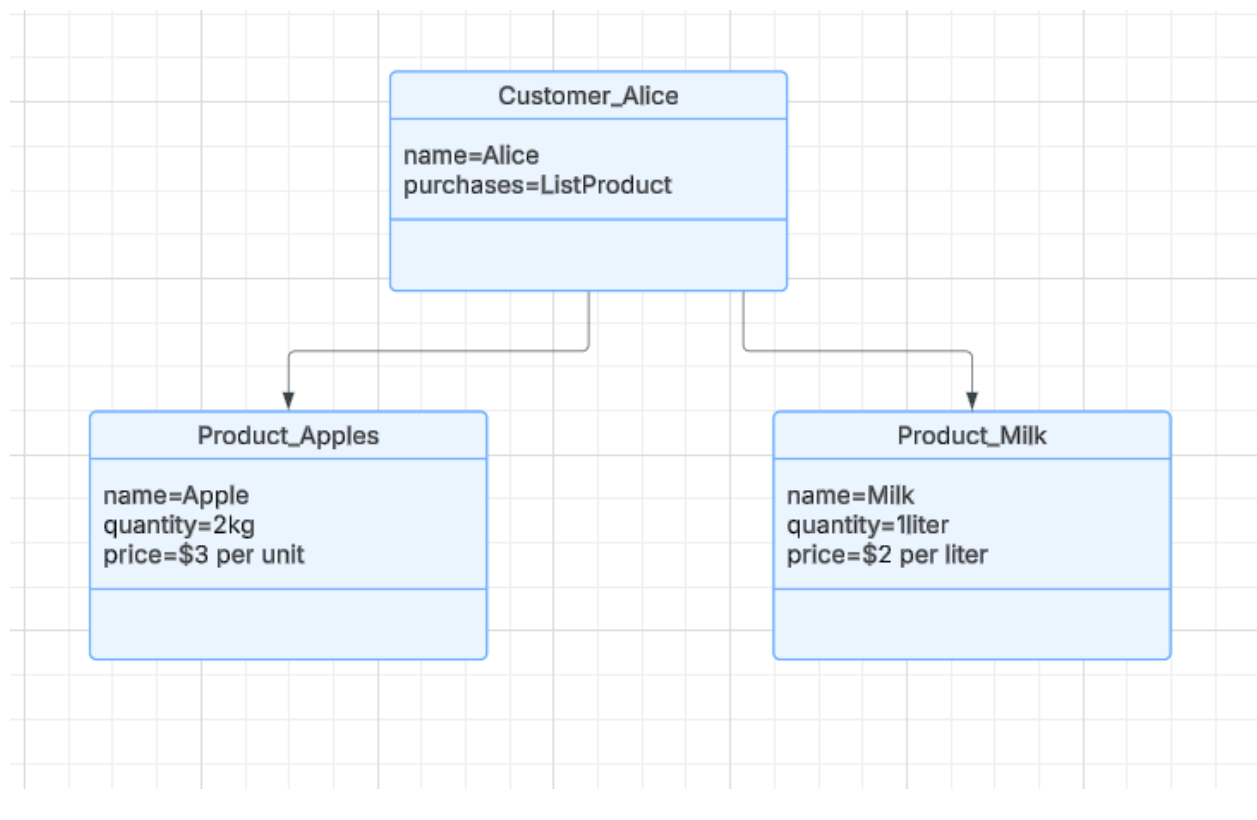 Customer_Alice
name=Alice
purchases=ListProduct
Product_Apples
name=Apple
quantity=2kg
price=$3 per unit
Product_Milk
name=Milk
quantity=1liter
price=$2 per liter